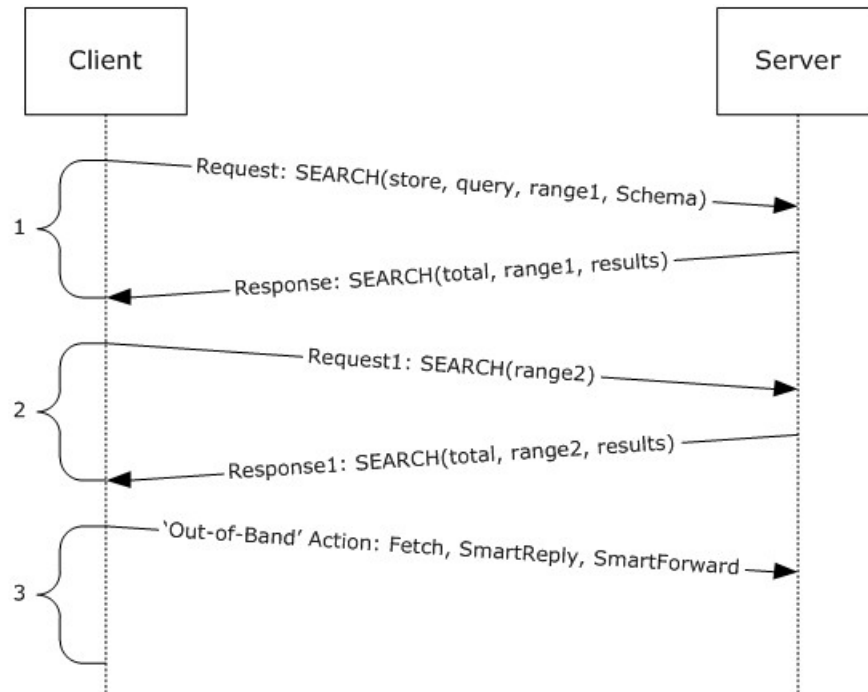 Client
Server
Request: SEARCH(store, query, range1, Schema)
1
Response: SEARCH(total, range1, results)
Request1: SEARCH(range2)
2
Response1: SEARCH(total, range2, results)
‘Out-of-Band’ Action: Fetch, SmartReply, SmartForward
3